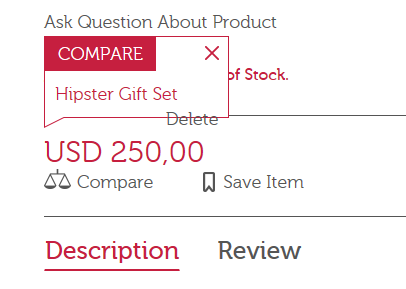 Ask Question About Product
COMPARE
of Stock.
Hipster Gift Set
Delete
USD 250,00
Compare Save Item
Description Review